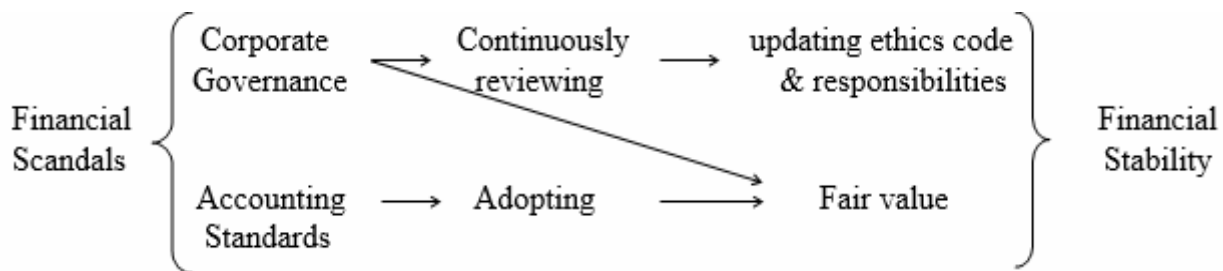 Financial
Scandals
Corporate
Governance
Continuously
reviewing
updating ethics code
& responsibilities
Accounting
Standards
Adopting
Fair value
Financial
Stability